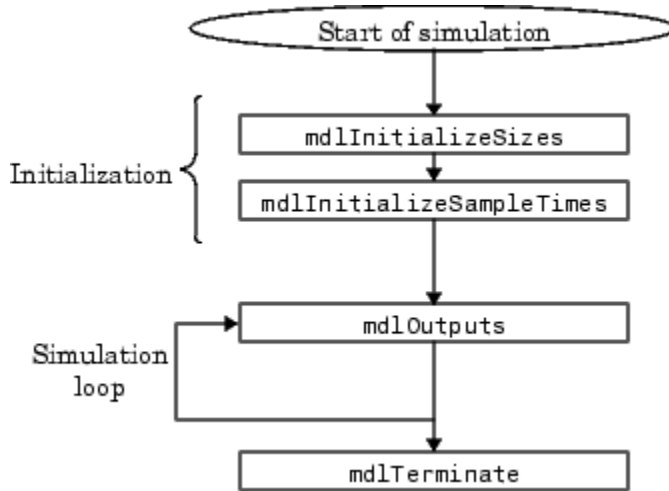 Start of simulation
mdlInitializeSizes
Initialization
mdlInitializeSampleTimes
mdlOutputs
Simulation
loop
mdlTerminate